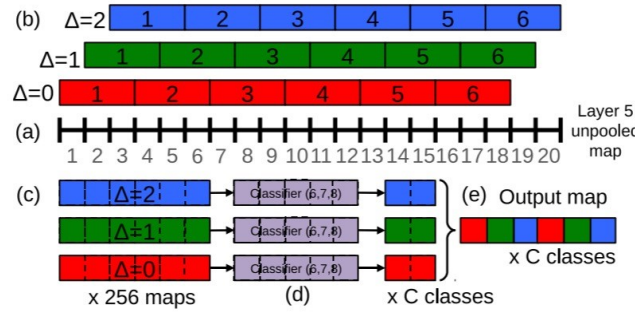 (b) Δ=2 1 2 3 4 5 6
Δ=1 1 2 3 4 5 6
Δ=0 1 2 3 4 5 6
(a)
Layer 5
unpooled
map
1 2 3 4 5 6 7 8 9 10 11 12 13 14 15 16 17 18 19 20
(c) Δ=2 Classifier (6,7,8)
Δ=1 Classifier (6,7,8)
Δ=0 Classifier (6,7,8)
x 256 maps
(d)
x C classes
(e) Output map
x C classes